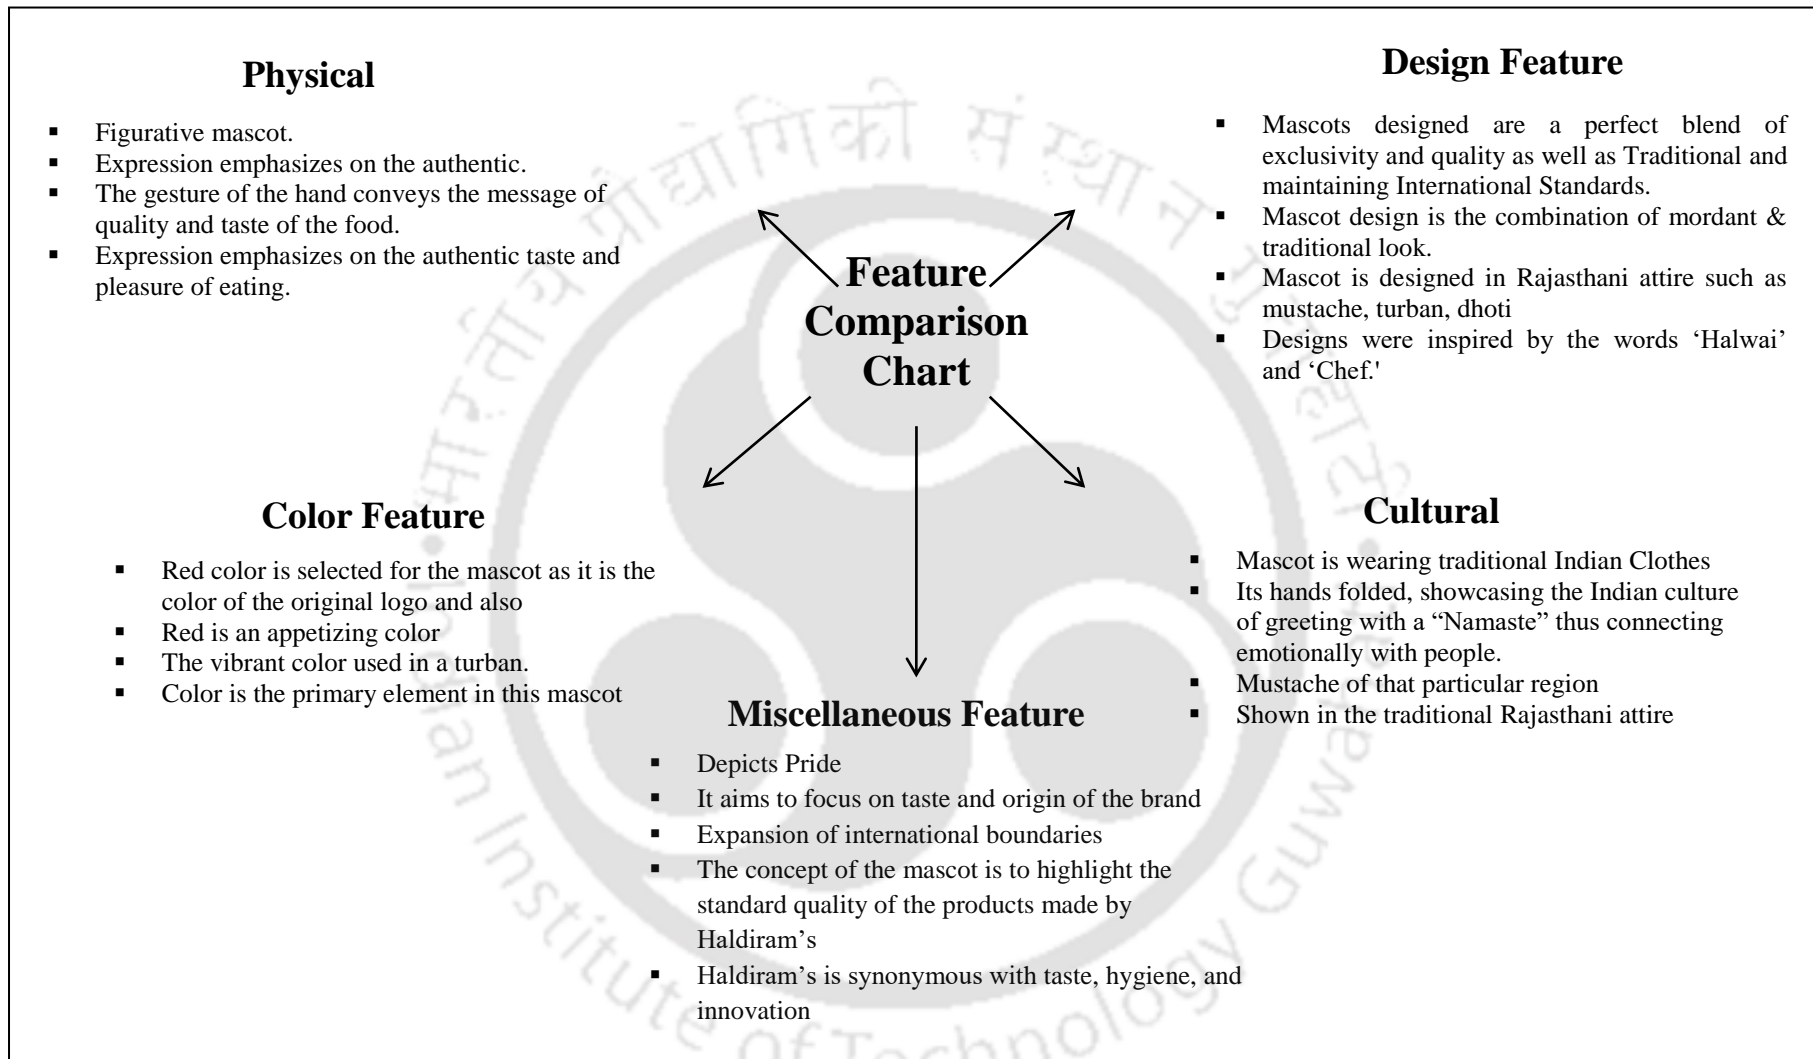 Physical
▪ Figurative mascot.
▪ Expression emphasizes on the authentic.
▪ The gesture of the hand conveys the message of
quality and taste of the food.
▪ Expression emphasizes on the authentic taste and
pleasure of eating.
Design Feature
▪ Mascots designed are a perfect blend of
exclusivity and quality as well as Traditional and
maintaining International Standards.
▪ Mascot design is the combination of mordant &
traditional look.
▪ Mascot is designed in Rajasthani attire such as
mustache, turban, dhoti
▪ Designs were inspired by the words ‘Halwai’
and ‘Chef.'
Feature
Comparison
Chart
Color Feature
▪ Red color is selected for the mascot as it is the
color of the original logo and also
▪ Red is an appetizing color
▪ The vibrant color used in a turban.
▪ Color is the primary element in this mascot
Cultural
▪ Mascot is wearing traditional Indian Clothes
▪ Its hands folded, showcasing the Indian culture
of greeting with a “Namaste” thus connecting
emotionally with people.
▪ Mustache of that particular region
▪ Shown in the traditional Rajasthani attire
Miscellaneous Feature
▪ Depicts Pride
▪ It aims to focus on taste and origin of the brand
▪ Expansion of international boundaries
▪ The concept of the mascot is to highlight the
standard quality of the products made by
Haldiram’s
▪ Haldiram’s is synonymous with taste, hygiene, and
innovation
भारतीय प्रौद्योगिकी संस्थान गुवाहाटी
Indian Institute of Technology Guwahati